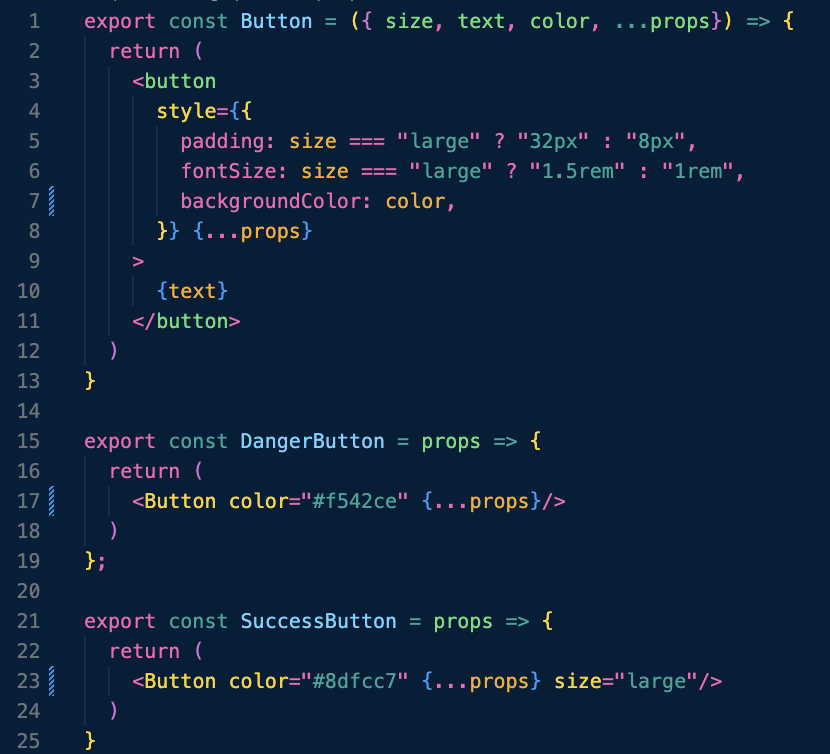 1 export const Button = ({ size, text, color, ...props}) => {
2 return (
3 <button
4 style={{
5 padding: size === "large" ? "32px" : "8px",
6 fontSize: size === "large" ? "1.5rem" : "1rem",
7 backgroundColor: color,
8 }} {...props}
9 >
10 {text}
11 </button>
12 )
13 }
14
15 export const DangerButton = props => {
16 return (
17 <Button color="#f542ce" {...props}/>
18 )
19 };
20
21 export const SuccessButton = props => {
22 return (
23 <Button color="#8dfcc7" {...props} size="large"/>
24 )
25 }